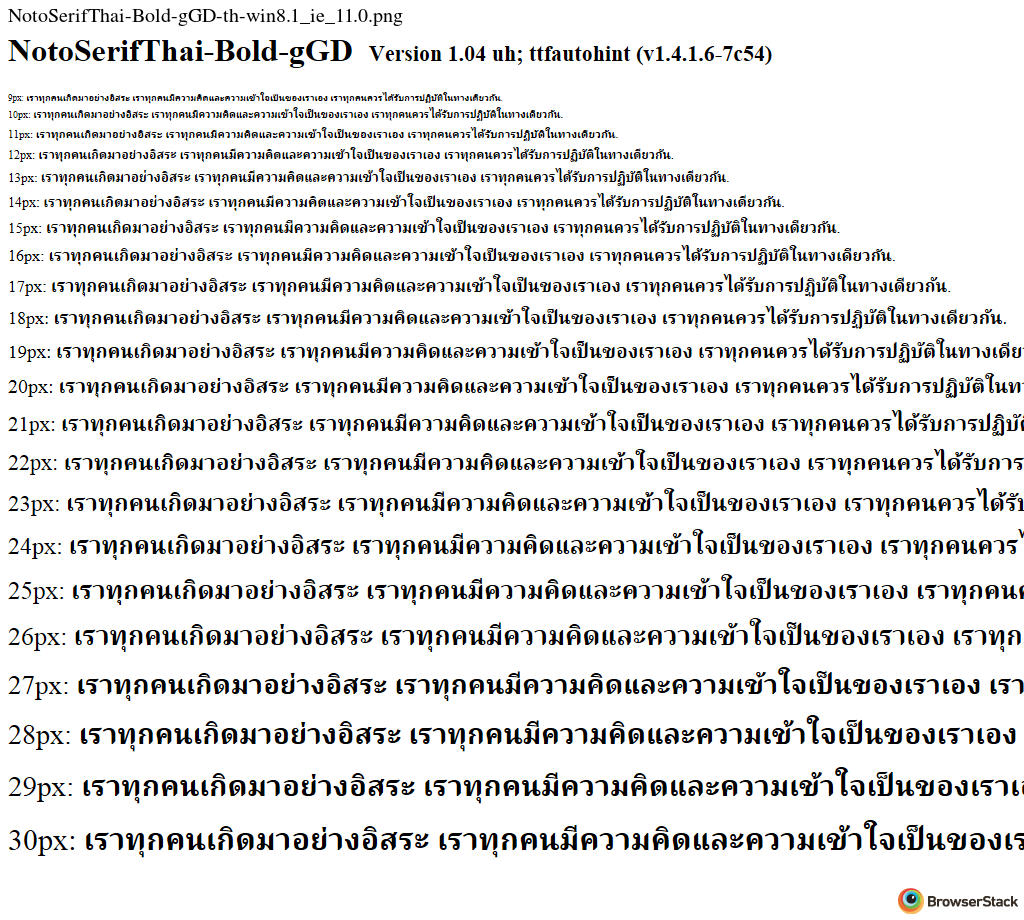 NotoSerifThai-Bold-gGD-th-win8.1_ie_11.0.png
NotoSerifThai-Bold-gGD Version 1.04 uh; ttfautohint (v1.4.1.6-7c54)
9px: เราทุกคนเกิดมาอย่างอิสระ เราทุกคนมีความคิดและความเข้าใจเป็นของเราเอง เราทุกคนควรได้รับการปฏิบัติในทางเดียวกัน.
10px: เราทุกคนเกิดมาอย่างอิสระ เราทุกคนมีความคิดและความเข้าใจเป็นของเราเอง เราทุกคนควรได้รับการปฏิบัติในทางเดียวกัน.
11px: เราทุกคนเกิดมาอย่างอิสระ เราทุกคนมีความคิดและความเข้าใจเป็นของเราเอง เราทุกคนควรได้รับการปฏิบัติในทางเดียวกัน.
12px: เราทุกคนเกิดมาอย่างอิสระ เราทุกคนมีความคิดและความเข้าใจเป็นของเราเอง เราทุกคนควรได้รับการปฏิบัติในทางเดียวกัน.
13px: เราทุกคนเกิดมาอย่างอิสระ เราทุกคนมีความคิดและความเข้าใจเป็นของเราเอง เราทุกคนควรได้รับการปฏิบัติในทางเดียวกัน.
14px: เราทุกคนเกิดมาอย่างอิสระ เราทุกคนมีความคิดและความเข้าใจเป็นของเราเอง เราทุกคนควรได้รับการปฏิบัติในทางเดียวกัน.
15px: เราทุกคนเกิดมาอย่างอิสระ เราทุกคนมีความคิดและความเข้าใจเป็นของเราเอง เราทุกคนควรได้รับการปฏิบัติในทางเดียวกัน.
16px: เราทุกคนเกิดมาอย่างอิสระ เราทุกคนมีความคิดและความเข้าใจเป็นของเราเอง เราทุกคนควรได้รับการปฏิบัติในทางเดียวกัน.
17px: เราทุกคนเกิดมาอย่างอิสระ เราทุกคนมีความคิดและความเข้าใจเป็นของเราเอง เราทุกคนควรได้รับการปฏิบัติในทางเดียวกัน.
18px: เราทุกคนเกิดมาอย่างอิสระ เราทุกคนมีความคิดและความเข้าใจเป็นของเราเอง เราทุกคนควรได้รับการปฏิบัติในทางเดียวกัน.
19px: เราทุกคนเกิดมาอย่างอิสระ เราทุกคนมีความคิดและความเข้าใจเป็นของเราเอง เราทุกคนควรได้รับการปฏิบัติในทางเดีย
20px: เราทุกคนเกิดมาอย่างอิสระ เราทุกคนมีความคิดและความเข้าใจเป็นของเราเอง เราทุกคนควรได้รับการปฏิบัติในท
21px: เราทุกคนเกิดมาอย่างอิสระ เราทุกคนมีความคิดและความเข้าใจเป็นของเราเอง เราทุกคนควรได้รับการปฏิบั
22px: เราทุกคนเกิดมาอย่างอิสระ เราทุกคนมีความคิดและความเข้าใจเป็นของเราเอง เราทุกคนควรได้รับการ
23px: เราทุกคนเกิดมาอย่างอิสระ เราทุกคนมีความคิดและความเข้าใจเป็นของเราเอง เราทุกคนควรได้รั
24px: เราทุกคนเกิดมาอย่างอิสระ เราทุกคนมีความคิดและความเข้าใจเป็นของเราเอง เราทุกคนควร
25px: เราทุกคนเกิดมาอย่างอิสระ เราทุกคนมีความคิดและความเข้าใจเป็นของเราเอง เราทุกคน
26px: เราทุกคนเกิดมาอย่างอิสระ เราทุกคนมีความคิดและความเข้าใจเป็นของเราเอง เราทุก
27px: เราทุกคนเกิดมาอย่างอิสระ เราทุกคนมีความคิดและความเข้าใจเป็นของเราเอง เรา
28px: เราทุกคนเกิดมาอย่างอิสระ เราทุกคนมีความคิดและความเข้าใจเป็นของเราเอง
29px: เราทุกคนเกิดมาอย่างอิสระ เราทุกคนมีความคิดและความเข้าใจเป็นของเราเ
30px: เราทุกคนเกิดมาอย่างอิสระ เราทุกคนมีความคิดและความเข้าใจเป็นของเร
BrowserStack